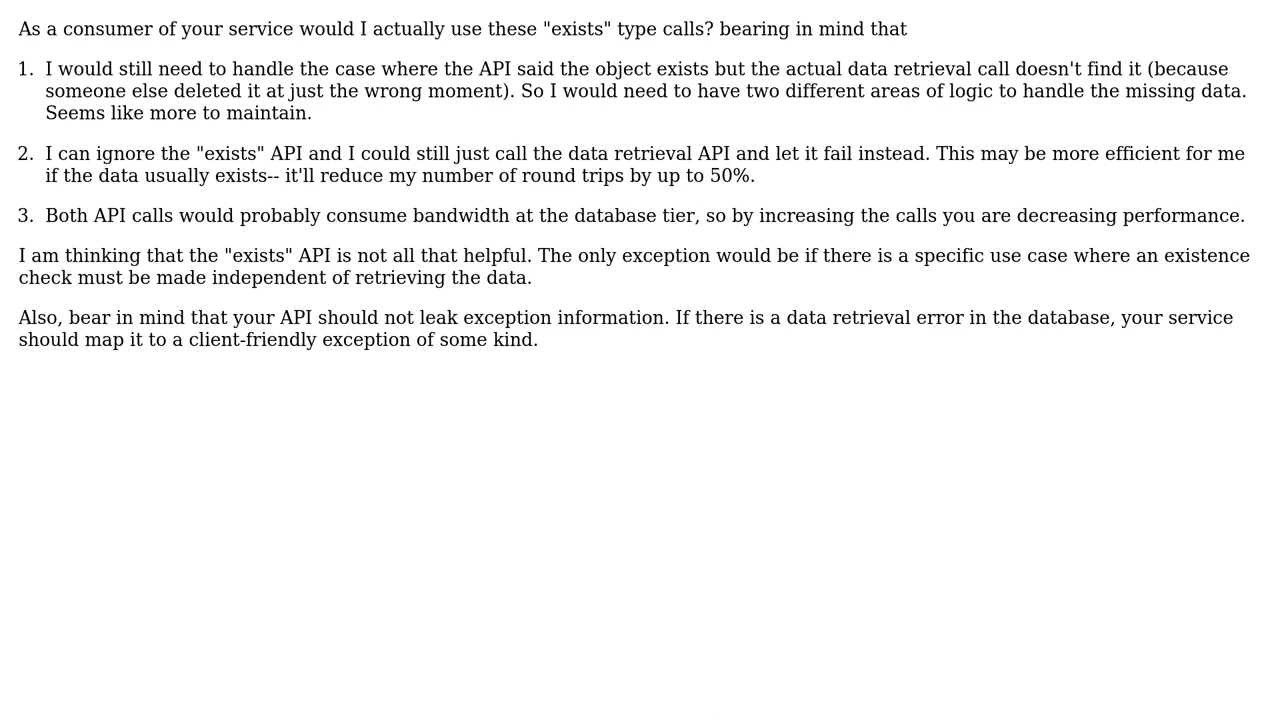 As a consumer of your service would I actually use these "exists" type calls? bearing in mind that
1. I would still need to handle the case where the API said the object exists but the actual data retrieval call doesn't find it (because
someone else deleted it at just the wrong moment). So I would need to have two different areas of logic to handle the missing data.
Seems like more to maintain.
2. I can ignore the "exists" API and I could still just call the data retrieval API and let it fail instead. This may be more efficient for me
if the data usually exists-- it'll reduce my number of round trips by up to 50%.
3. Both API calls would probably consume bandwidth at the database tier, so by increasing the calls you are decreasing performance.
I am thinking that the "exists" API is not all that helpful. The only exception would be if there is a specific use case where an existence
check must be made independent of retrieving the data.
Also, bear in mind that your API should not leak exception information. If there is a data retrieval error in the database, your service
should map it to a client-friendly exception of some kind.